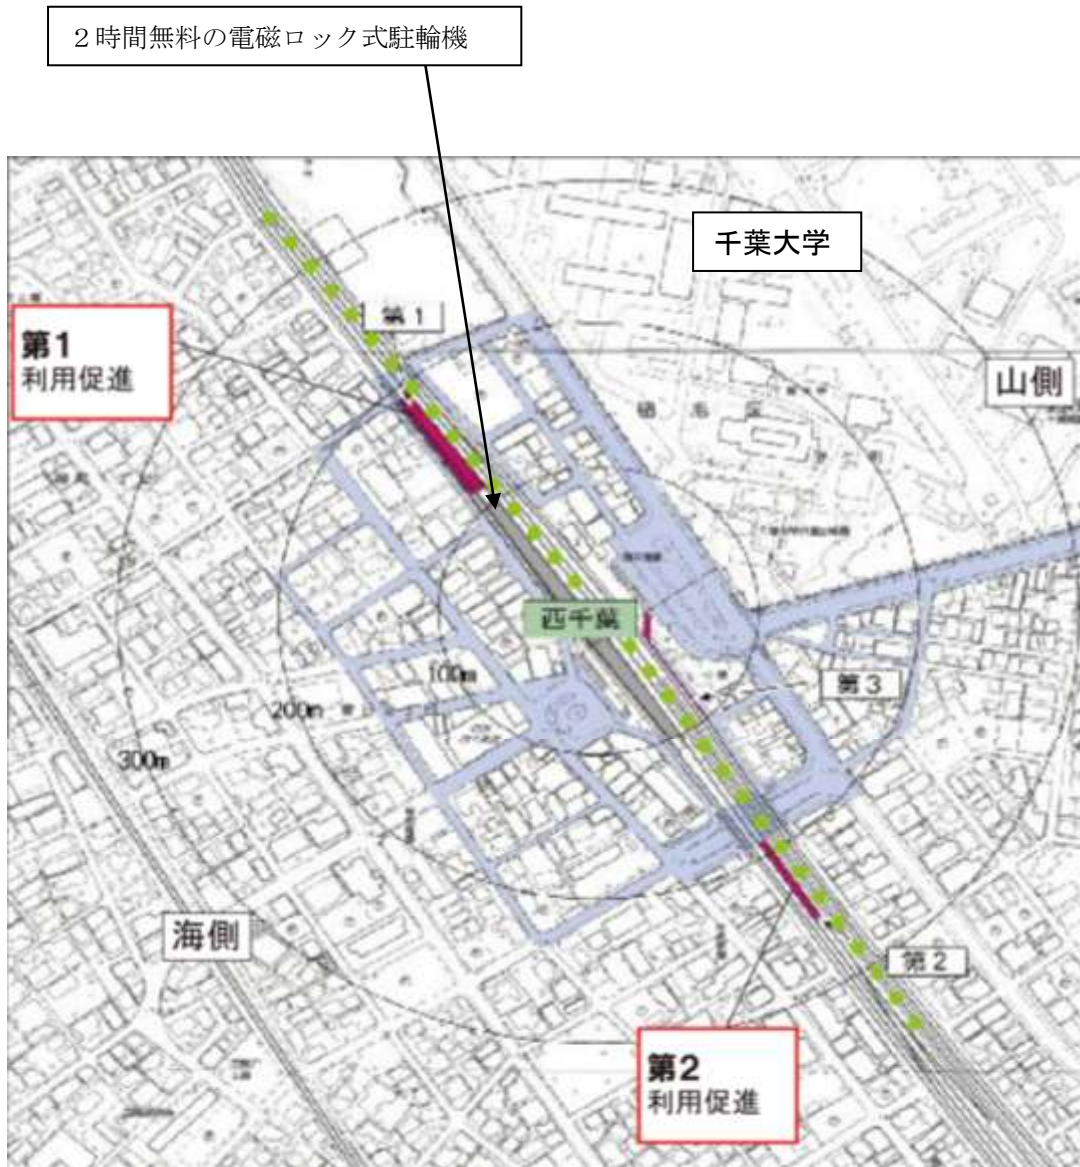 ２時間無料の電磁ロック式駐輪機
千葉大学
第１
第1
利用促進
山側
西千葉
第３
100m
200m
300m
海側
第２
第2
利用促進